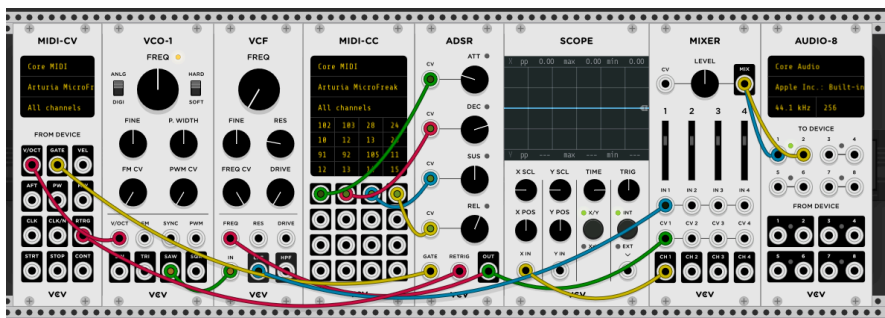 MIDI-CV
Core MIDI
Arturia MicroFr
All channels
FROM DEVICE
V/OCT GATE VEL
AFT PW
CLK CLK/N RTRG
STRT STOP CONT
VCV
VCO-1
FREQ
ANLG
DIGI
HARD
SOFT
FINE P. WIDTH
FM CV PWM CV
V/OCT FM SYNC PWM
TRI SAW
VCV
VCF
FREQ
FINE RES
FREQ CV DRIVE
FREQ RES DRIVE
IN HPF
VCV
MIDI-CC
Core MIDI
Arturia MicroFreak
All channels
102 103 28 24
10 12 13
91 92 105 11
12 13 15
ADSR
CV ATT
CV DEC
CV SUS
CV REL
GATE RETRIG OUT
VCV
SCOPE
X pp 0.00 max 0.00 min 0.00
Y pp --- max --- min ---
X SCL Y SCL TIME TRIG
X POS Y POS X/Y INT
X IN Y IN EXT
VCV
MIXER
CV LEVEL MIX
1 2 3 4
IN 1 IN 2 IN 3 IN 4
CV 1 CV 2 CV 3 CV 4
CH 1 CH 2 CH 3 CH 4
VCV
AUDIO-8
Core Audio
Apple Inc.: Built-in
44.1 kHz 256
TO DEVICE
1 2 3 4
5 6 7 8
FROM DEVICE
1 2 3 4
5 6 7 8
VCV